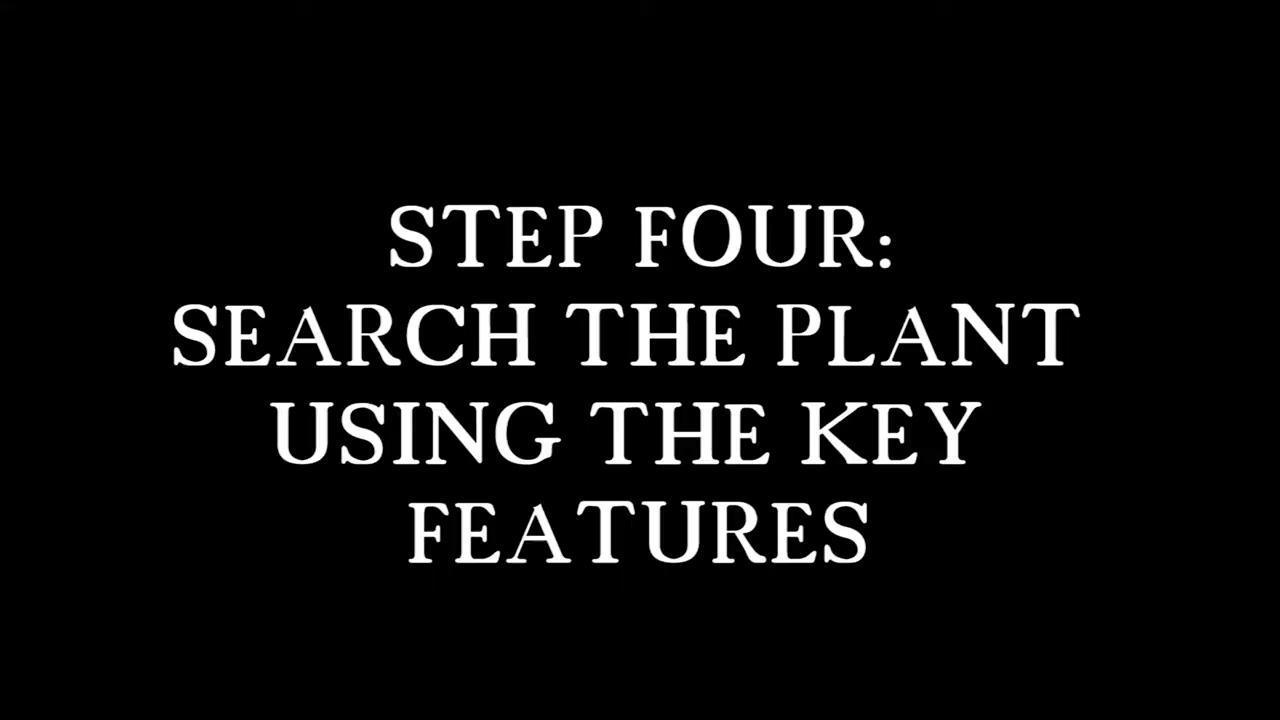 STEP FOUR:
SEARCH THE PLANT
USING THE KEY
FEATURES